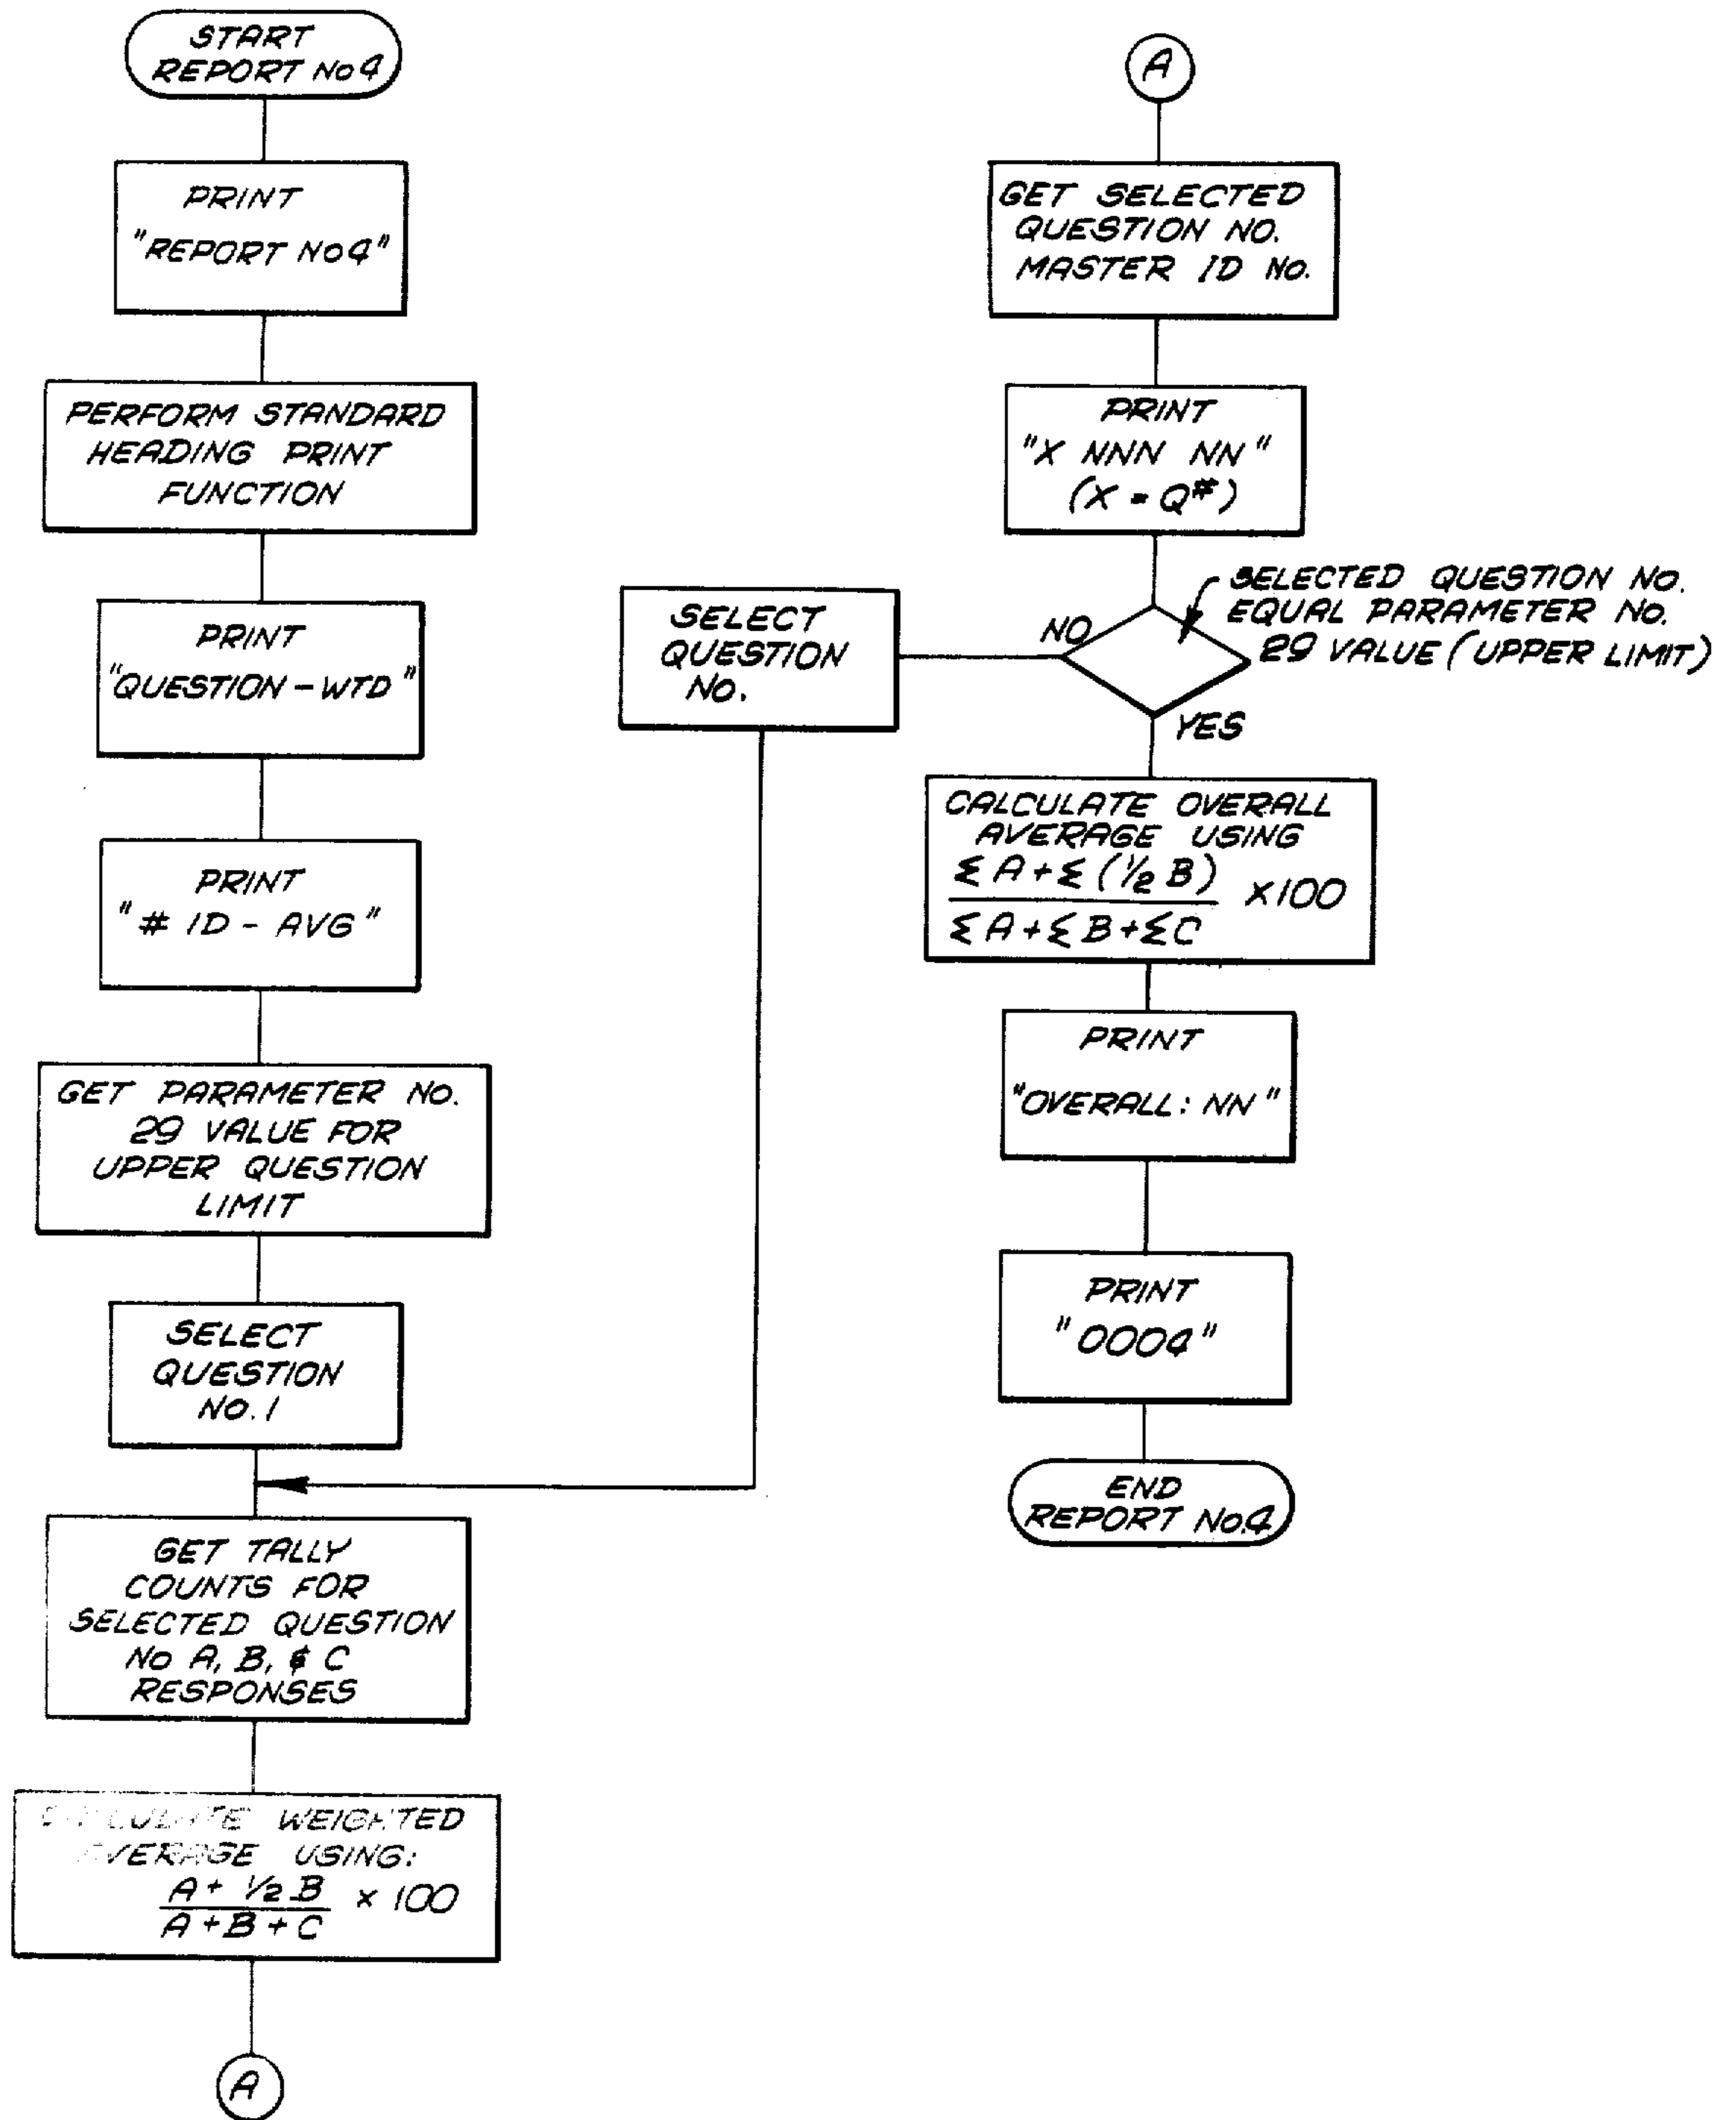 START
REPORT No 4
PRINT
"REPORT No 4"
PERFORM STANDARD
HEADING PRINT
FUNCTION
PRINT
"QUESTION - WTD"
PRINT
"# ID - AVG"
GET PARAMETER NO.
29 VALUE FOR
UPPER QUESTION
LIMIT
SELECT
QUESTION
NO. 1
GET TALLY
COUNTS FOR
SELECTED QUESTION
No A, B, & C
RESPONSES
CALCULATE WEIGHTED
AVERAGE USING:
A + 1/2 B
A + B + C
x 100
A
A
GET SELECTED
QUESTION NO.
MASTER ID No.
PRINT
"X NNN NN"
(X = Q#)
SELECTED QUESTION NO.
EQUAL PARAMETER NO.
29 VALUE (UPPER LIMIT)
NO
YES
SELECT
QUESTION
NO.
CALCULATE OVERALL
AVERAGE USING
Σ A + Σ (1/2 B)
Σ A + Σ B + Σ C
x 100
PRINT
"OVERALL: NN"
PRINT
"0004"
END
REPORT No. 4